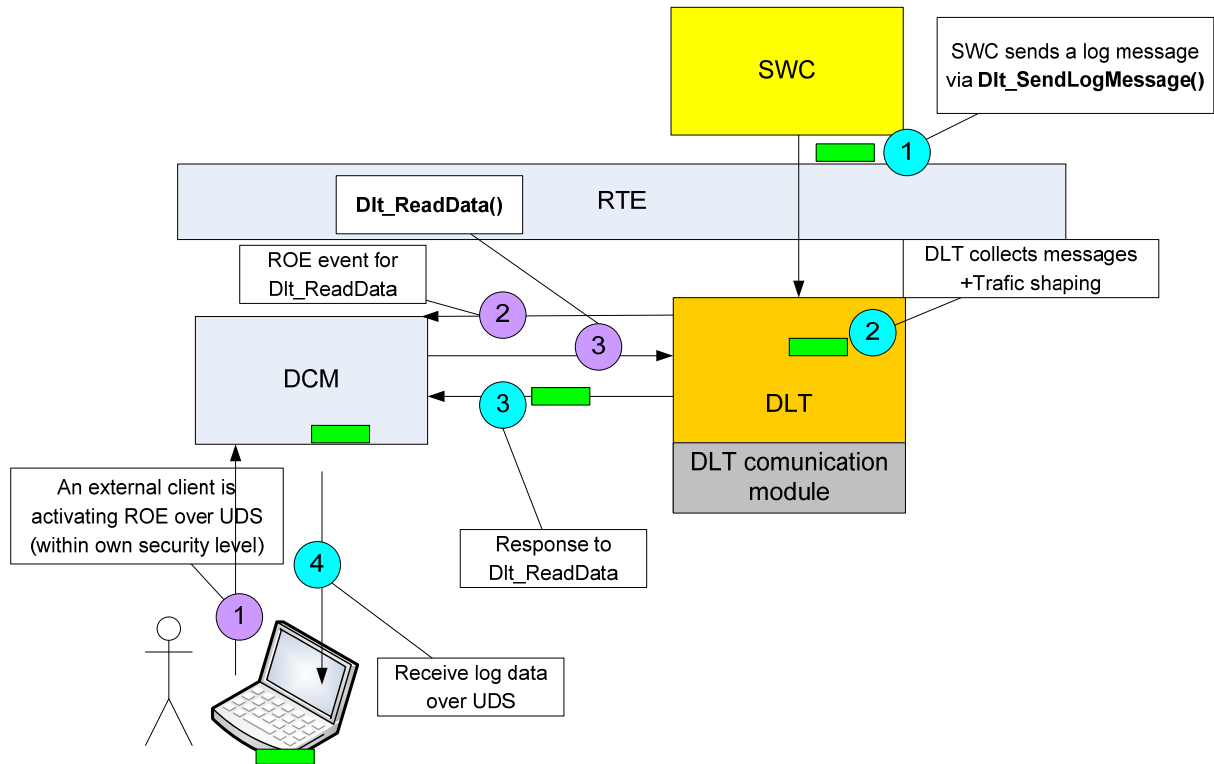 SWC
SWC sends a log message
via Dlt_SendLogMessage()
1
RTE
Dlt_ReadData()
ROE event for
Dlt_ReadData
DLT collects messages
+Trafic shaping
2
2
3
DCM
3
DLT
DLT comunication
module
An external client is
activating ROE over UDS
(within own security level)
Response to
Dlt_ReadData
4
1
Receive log data
over UDS